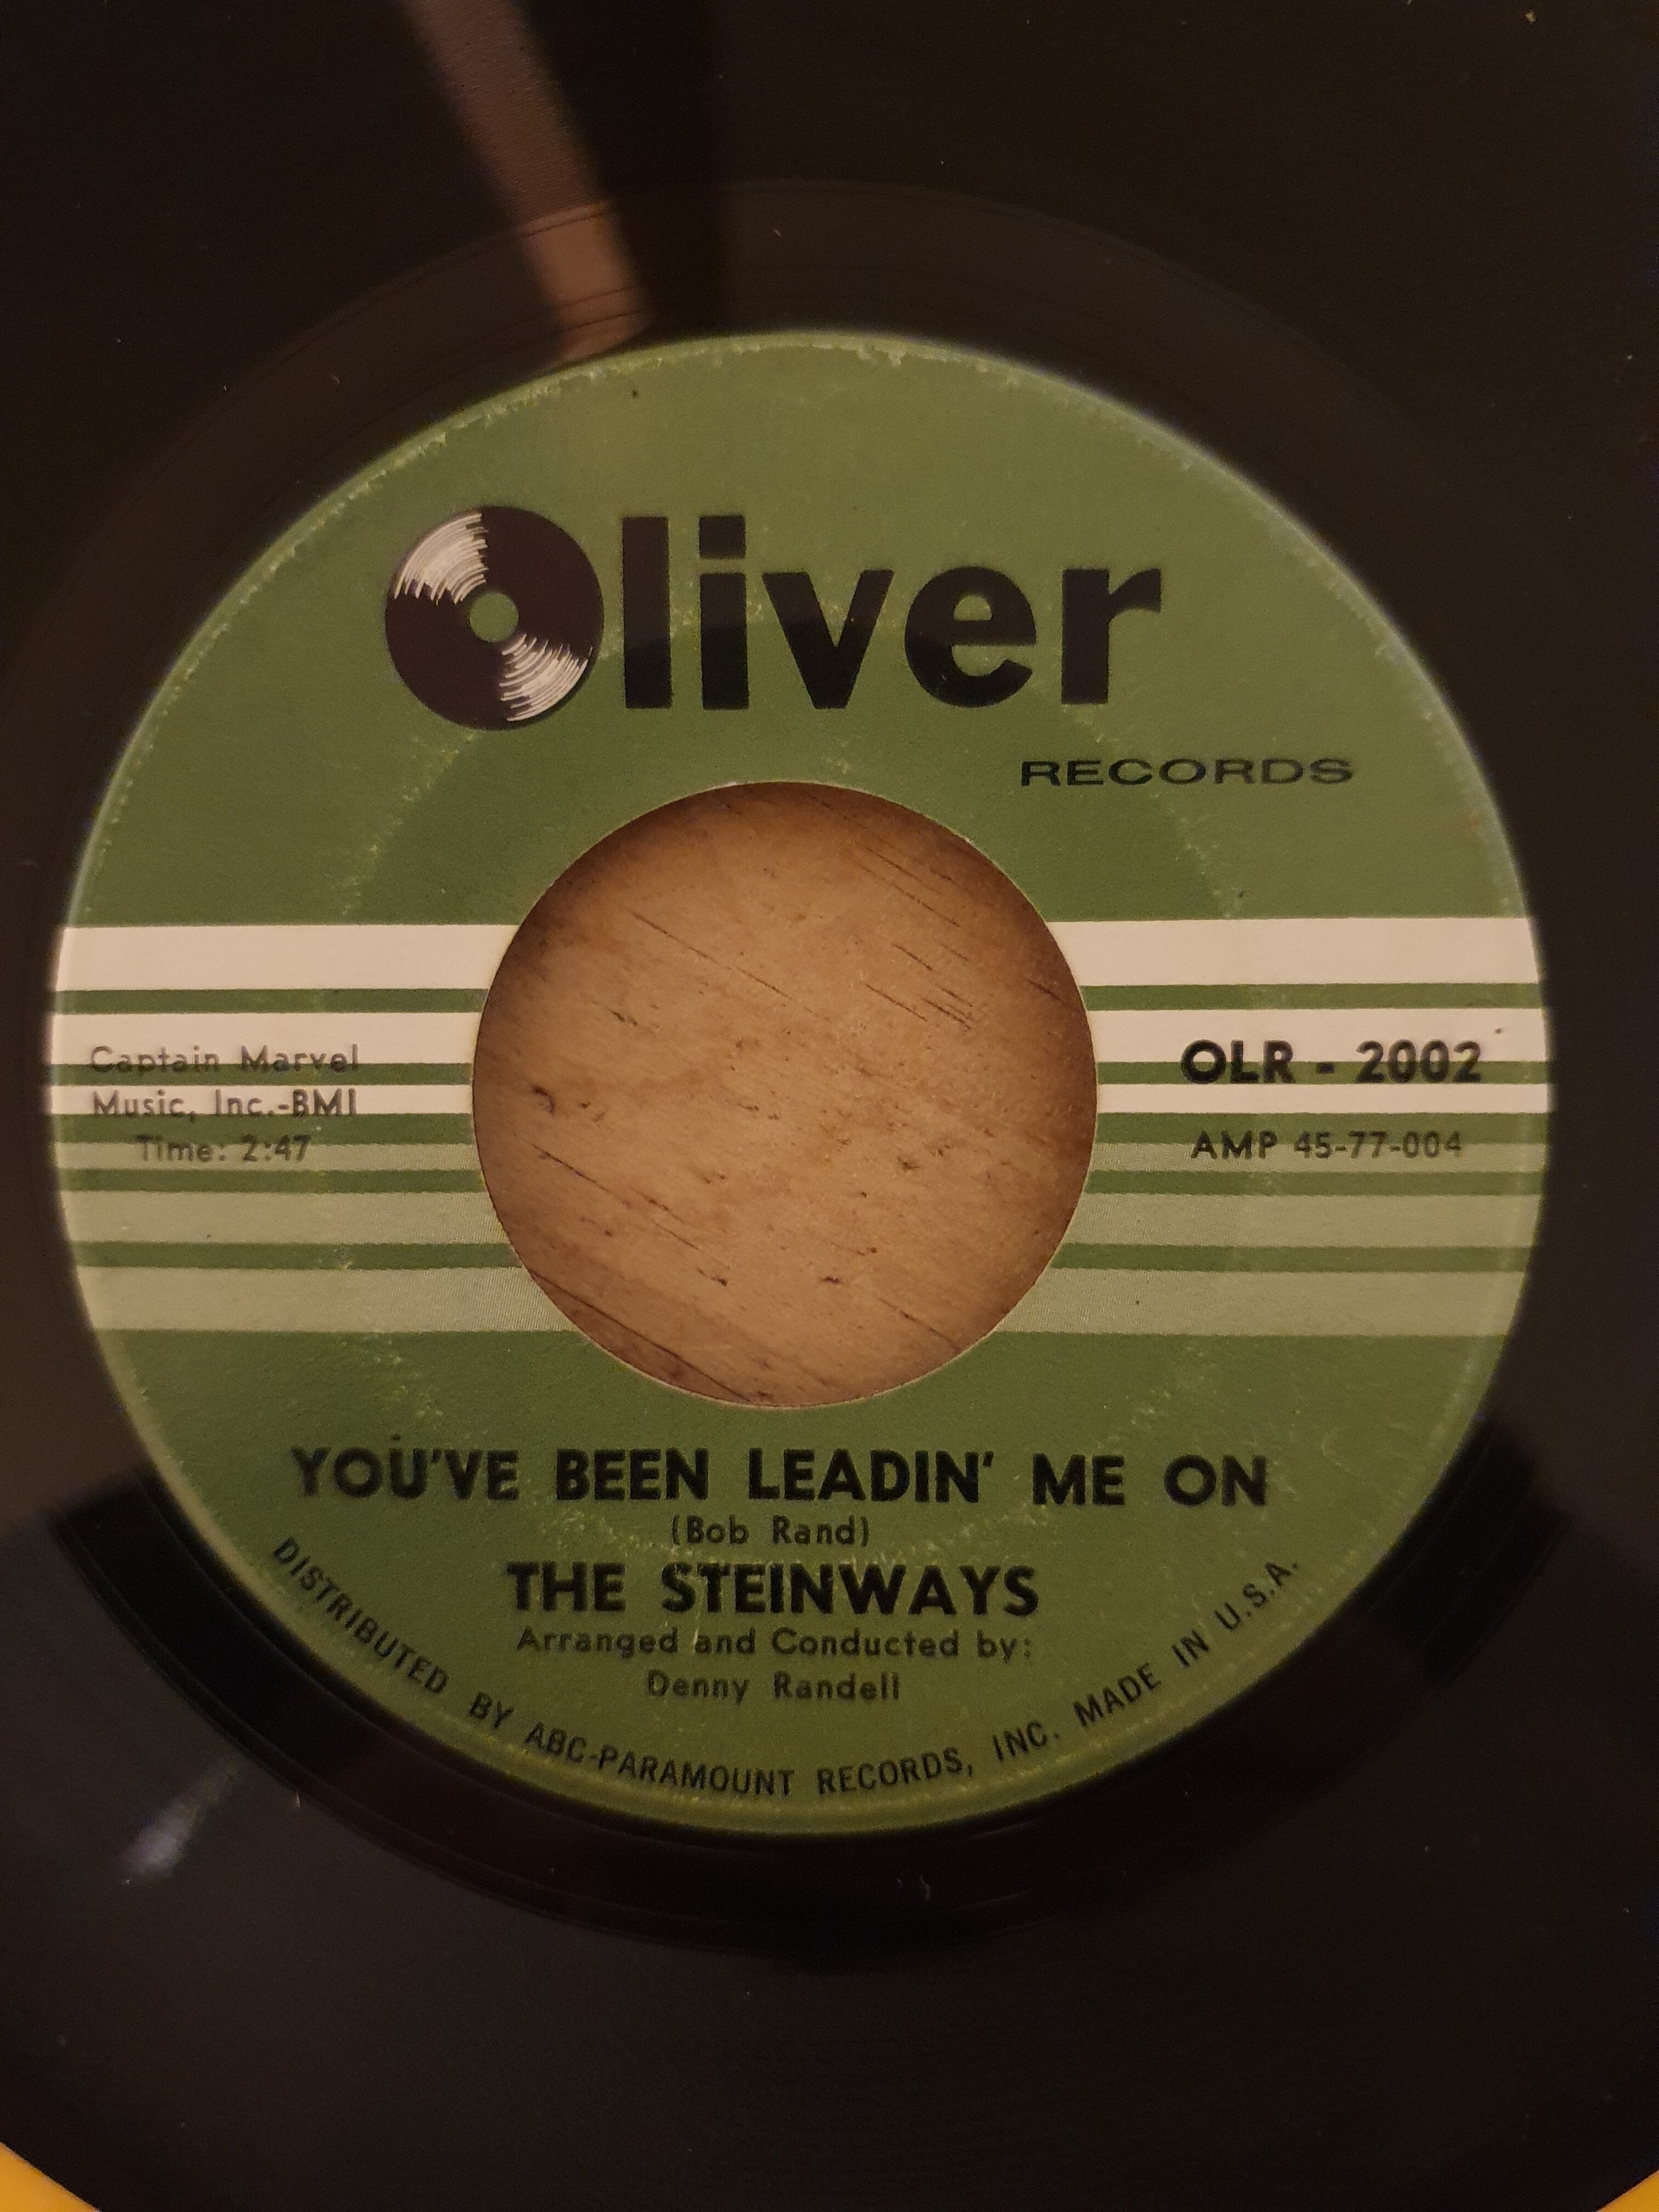 Oliver
RECORDS
Captain Marvel
Music, Inc.-BMI
Time: 2:47
OLR - 2002
AMP 45-77-004
YOU'VE BEEN LEADIN' ME ON
(Bob Rand)
THE STEINWAYS
Arranged and Conducted by:
Denny Randell
DISTRIBUTED BY ABC-PARAMOUNT RECORDS, INC. MADE IN U.S.A.